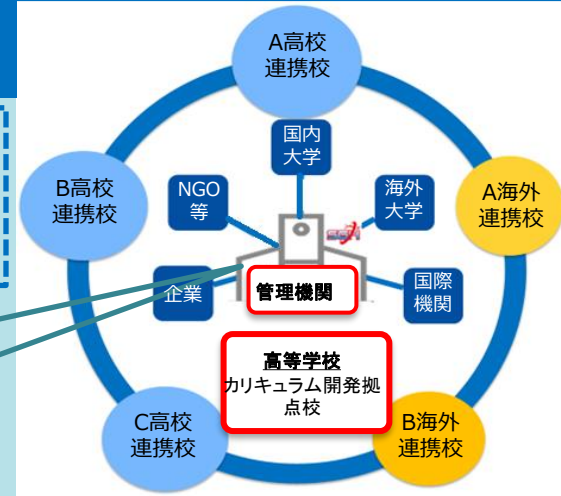 A高校
連携校
国内
大学
NGO
等
海外
大学
B高校
連携校
A海外
連携校
企業
管理機関
国際
機関
高等学校
カリキュラム開発拠
点校
C高校
連携校
B海外
連携校